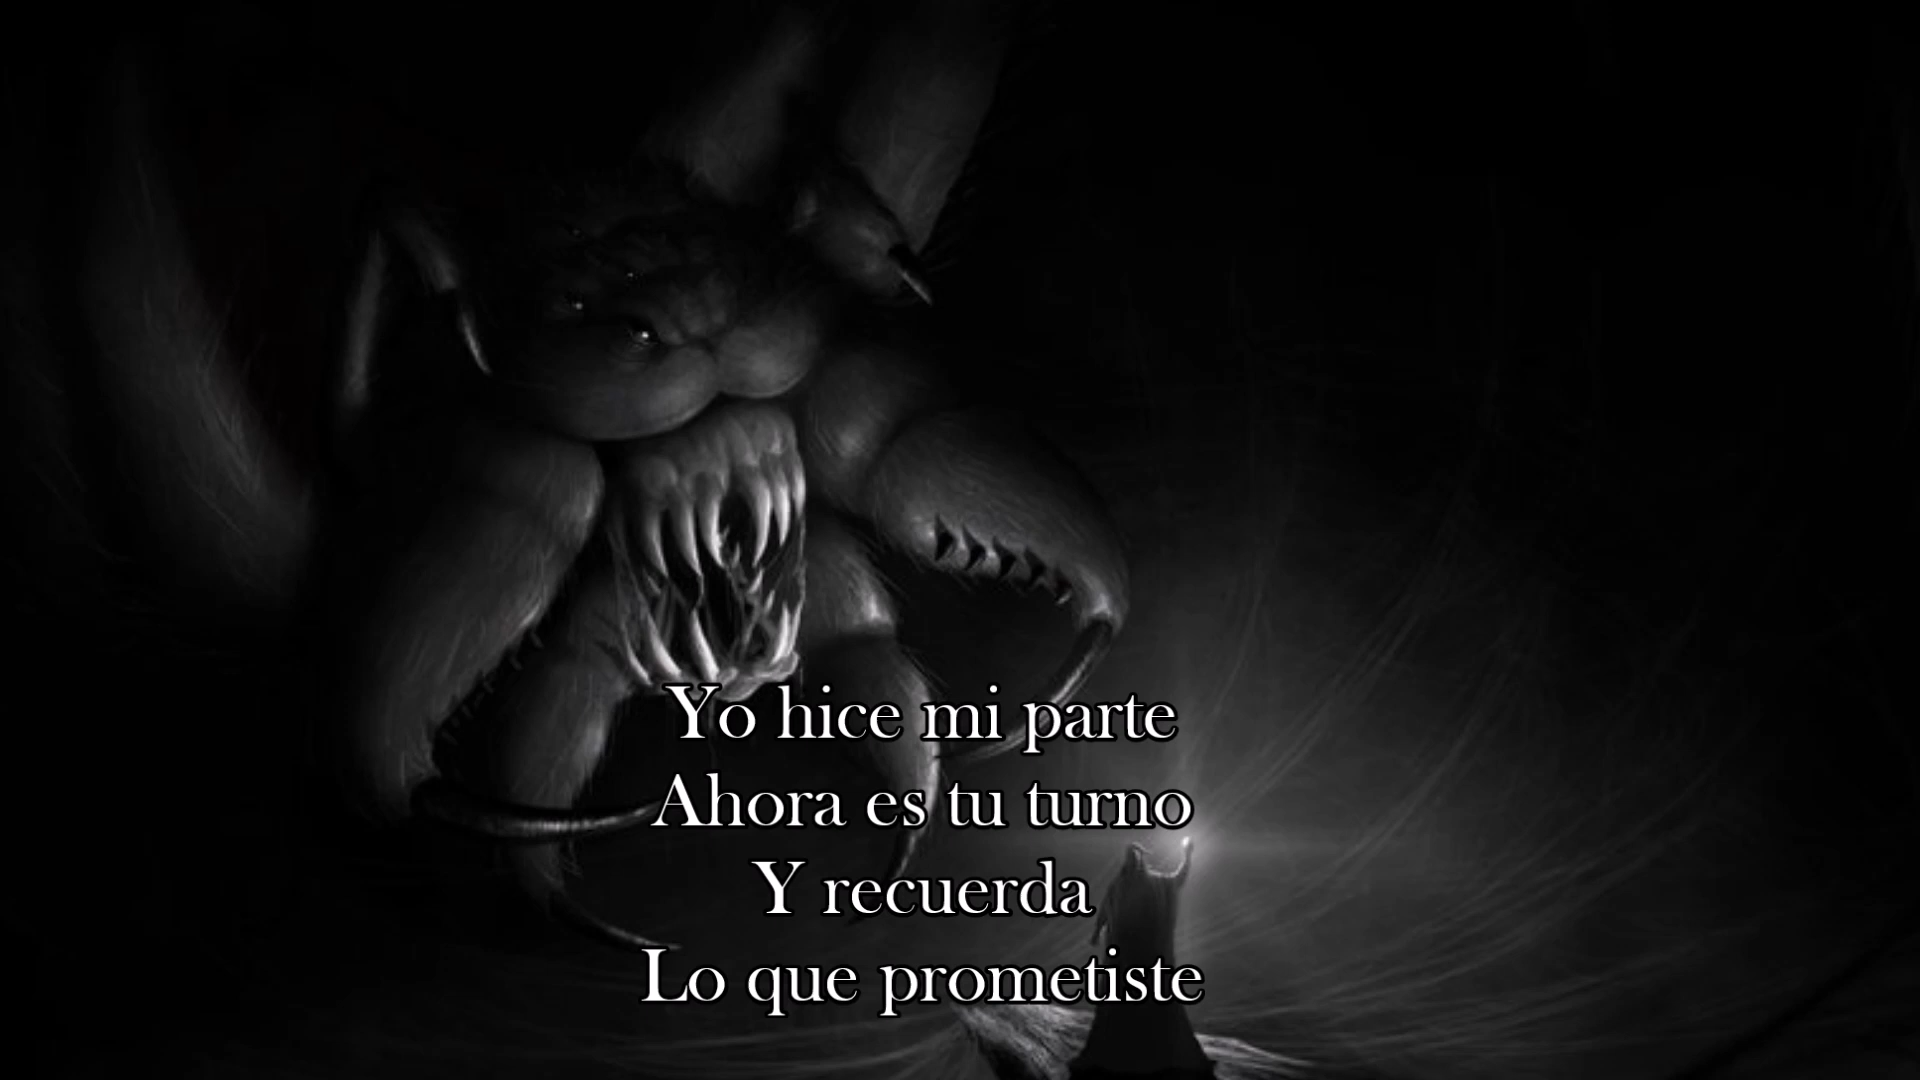 Yo hice mi parte
Ahora es tu turno
Y recuerda
Lo que prometiste